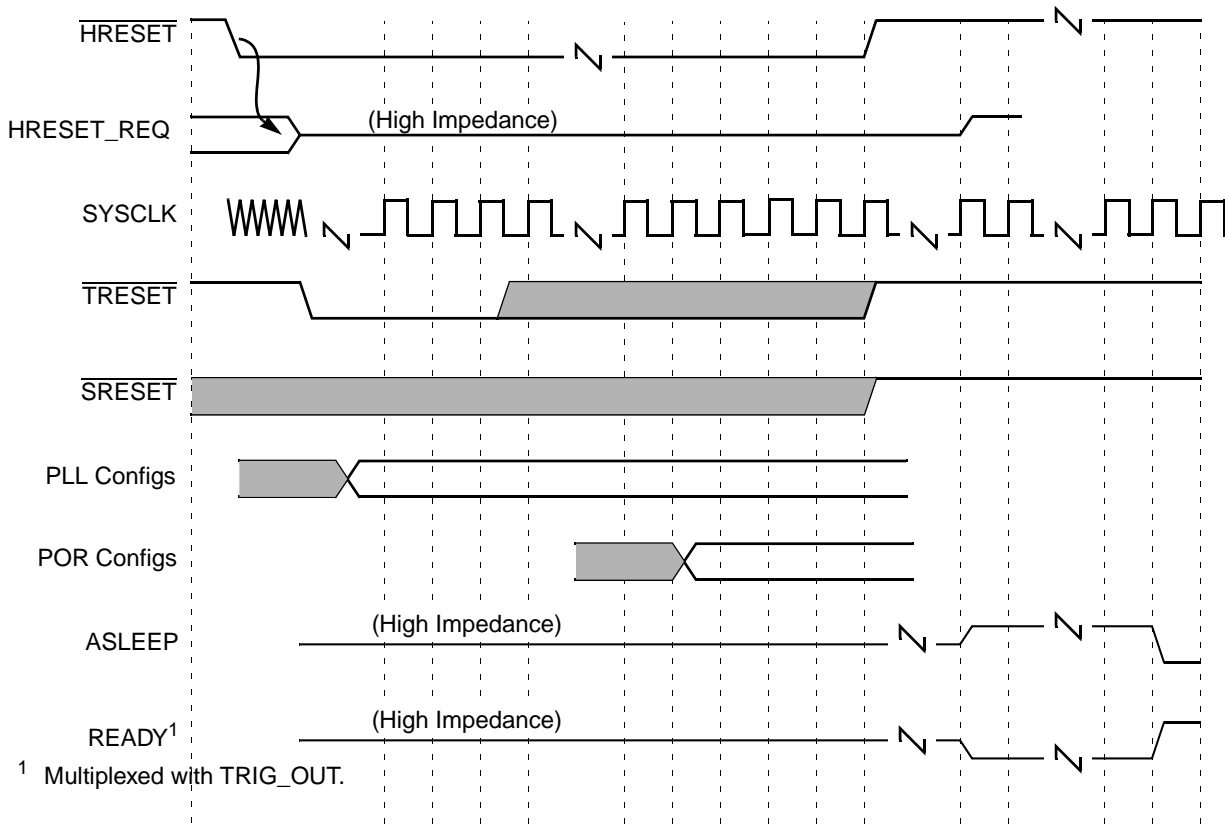 HRESET
HRESET_REQ
(High Impedance)
SYSCLK
TRESET
SRESET
PLL Configs
POR Configs
ASLEEP
(High Impedance)
READY1
(High Impedance)
1 Multiplexed with TRIG_OUT.